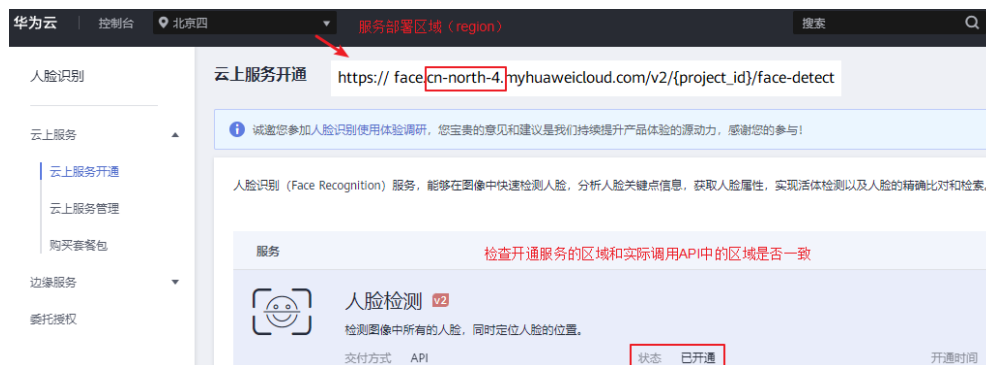 华为云 控制台 北京四 服务部署区域（region） 搜索
人脸识别
云上服务开通 https:// face.cn-north-4.myhuaweicloud.com/v2/{project_id}/face-detect
诚邀您参加人脸识别使用体验调研，您宝贵的意见和建议是我们持续提升产品体验的源动力，感谢您的参与！
云上服务
云上服务开通
人脸识别（Face Recognition）服务，能够在图像中快速检测人脸，分析人脸关键点信息，获取人脸属性，实现活体检测以及人脸的精确比对和检索。
云上服务管理
购买套餐包
服务 检查开通服务的区域和实际调用API中的区域是否一致
边缘服务
人脸检测 v2
委托授权
检测图像中所有的人脸，同时定位人脸的位置。
交付方式 API 状态 已开通 开通时间